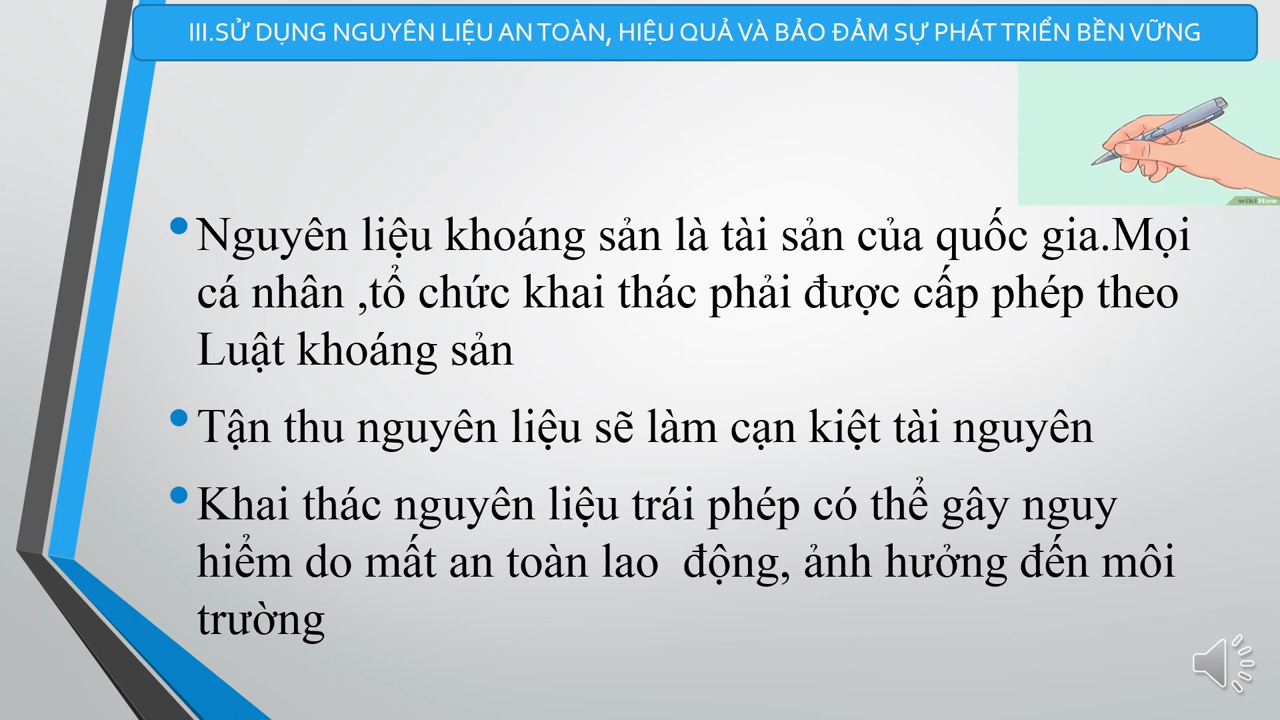 III.SỬ DỤNG NGUYÊN LIỆU AN TOÀN, HIỆU QUẢ VÀ BẢO ĐẢM SỰ PHÁT TRIỂN BỀN VỮNG
wikiHow
Nguyên liệu khoáng sản là tài sản của quốc gia.Mọi
cá nhân ,tổ chức khai thác phải được cấp phép theo
Luật khoáng sản
Tận thu nguyên liệu sẽ làm cạn kiệt tài nguyên
Khai thác nguyên liệu trái phép có thể gây nguy
hiểm do mất an toàn lao  động, ảnh hưởng đến môi
trường